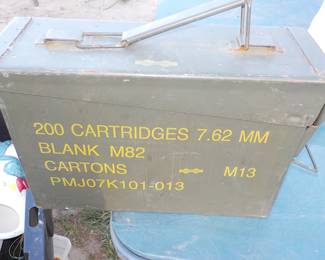 200 CARTRIDGES 7.62 MM
BLANK M82
CARTONS M13
PMJ07K101-013